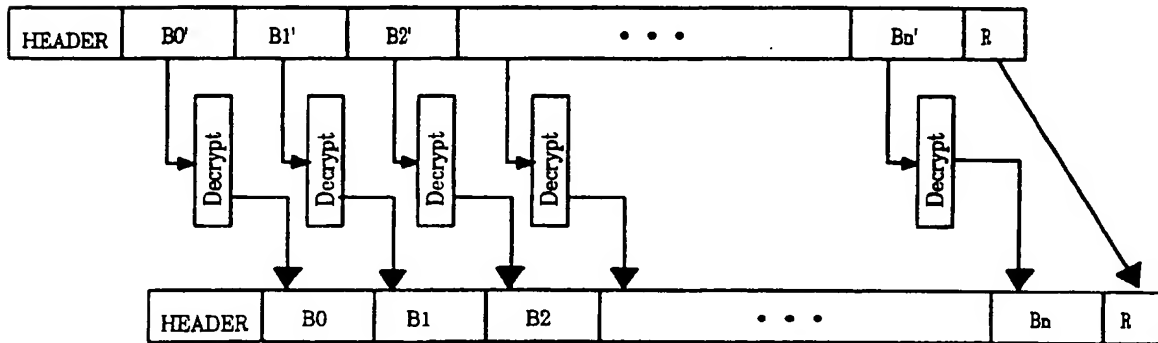 HEADER B0' B1' B2' • • • Bn' R
Decrypt Decrypt Decrypt Decrypt Decrypt
HEADER B0 B1 B2 • • • Bn R